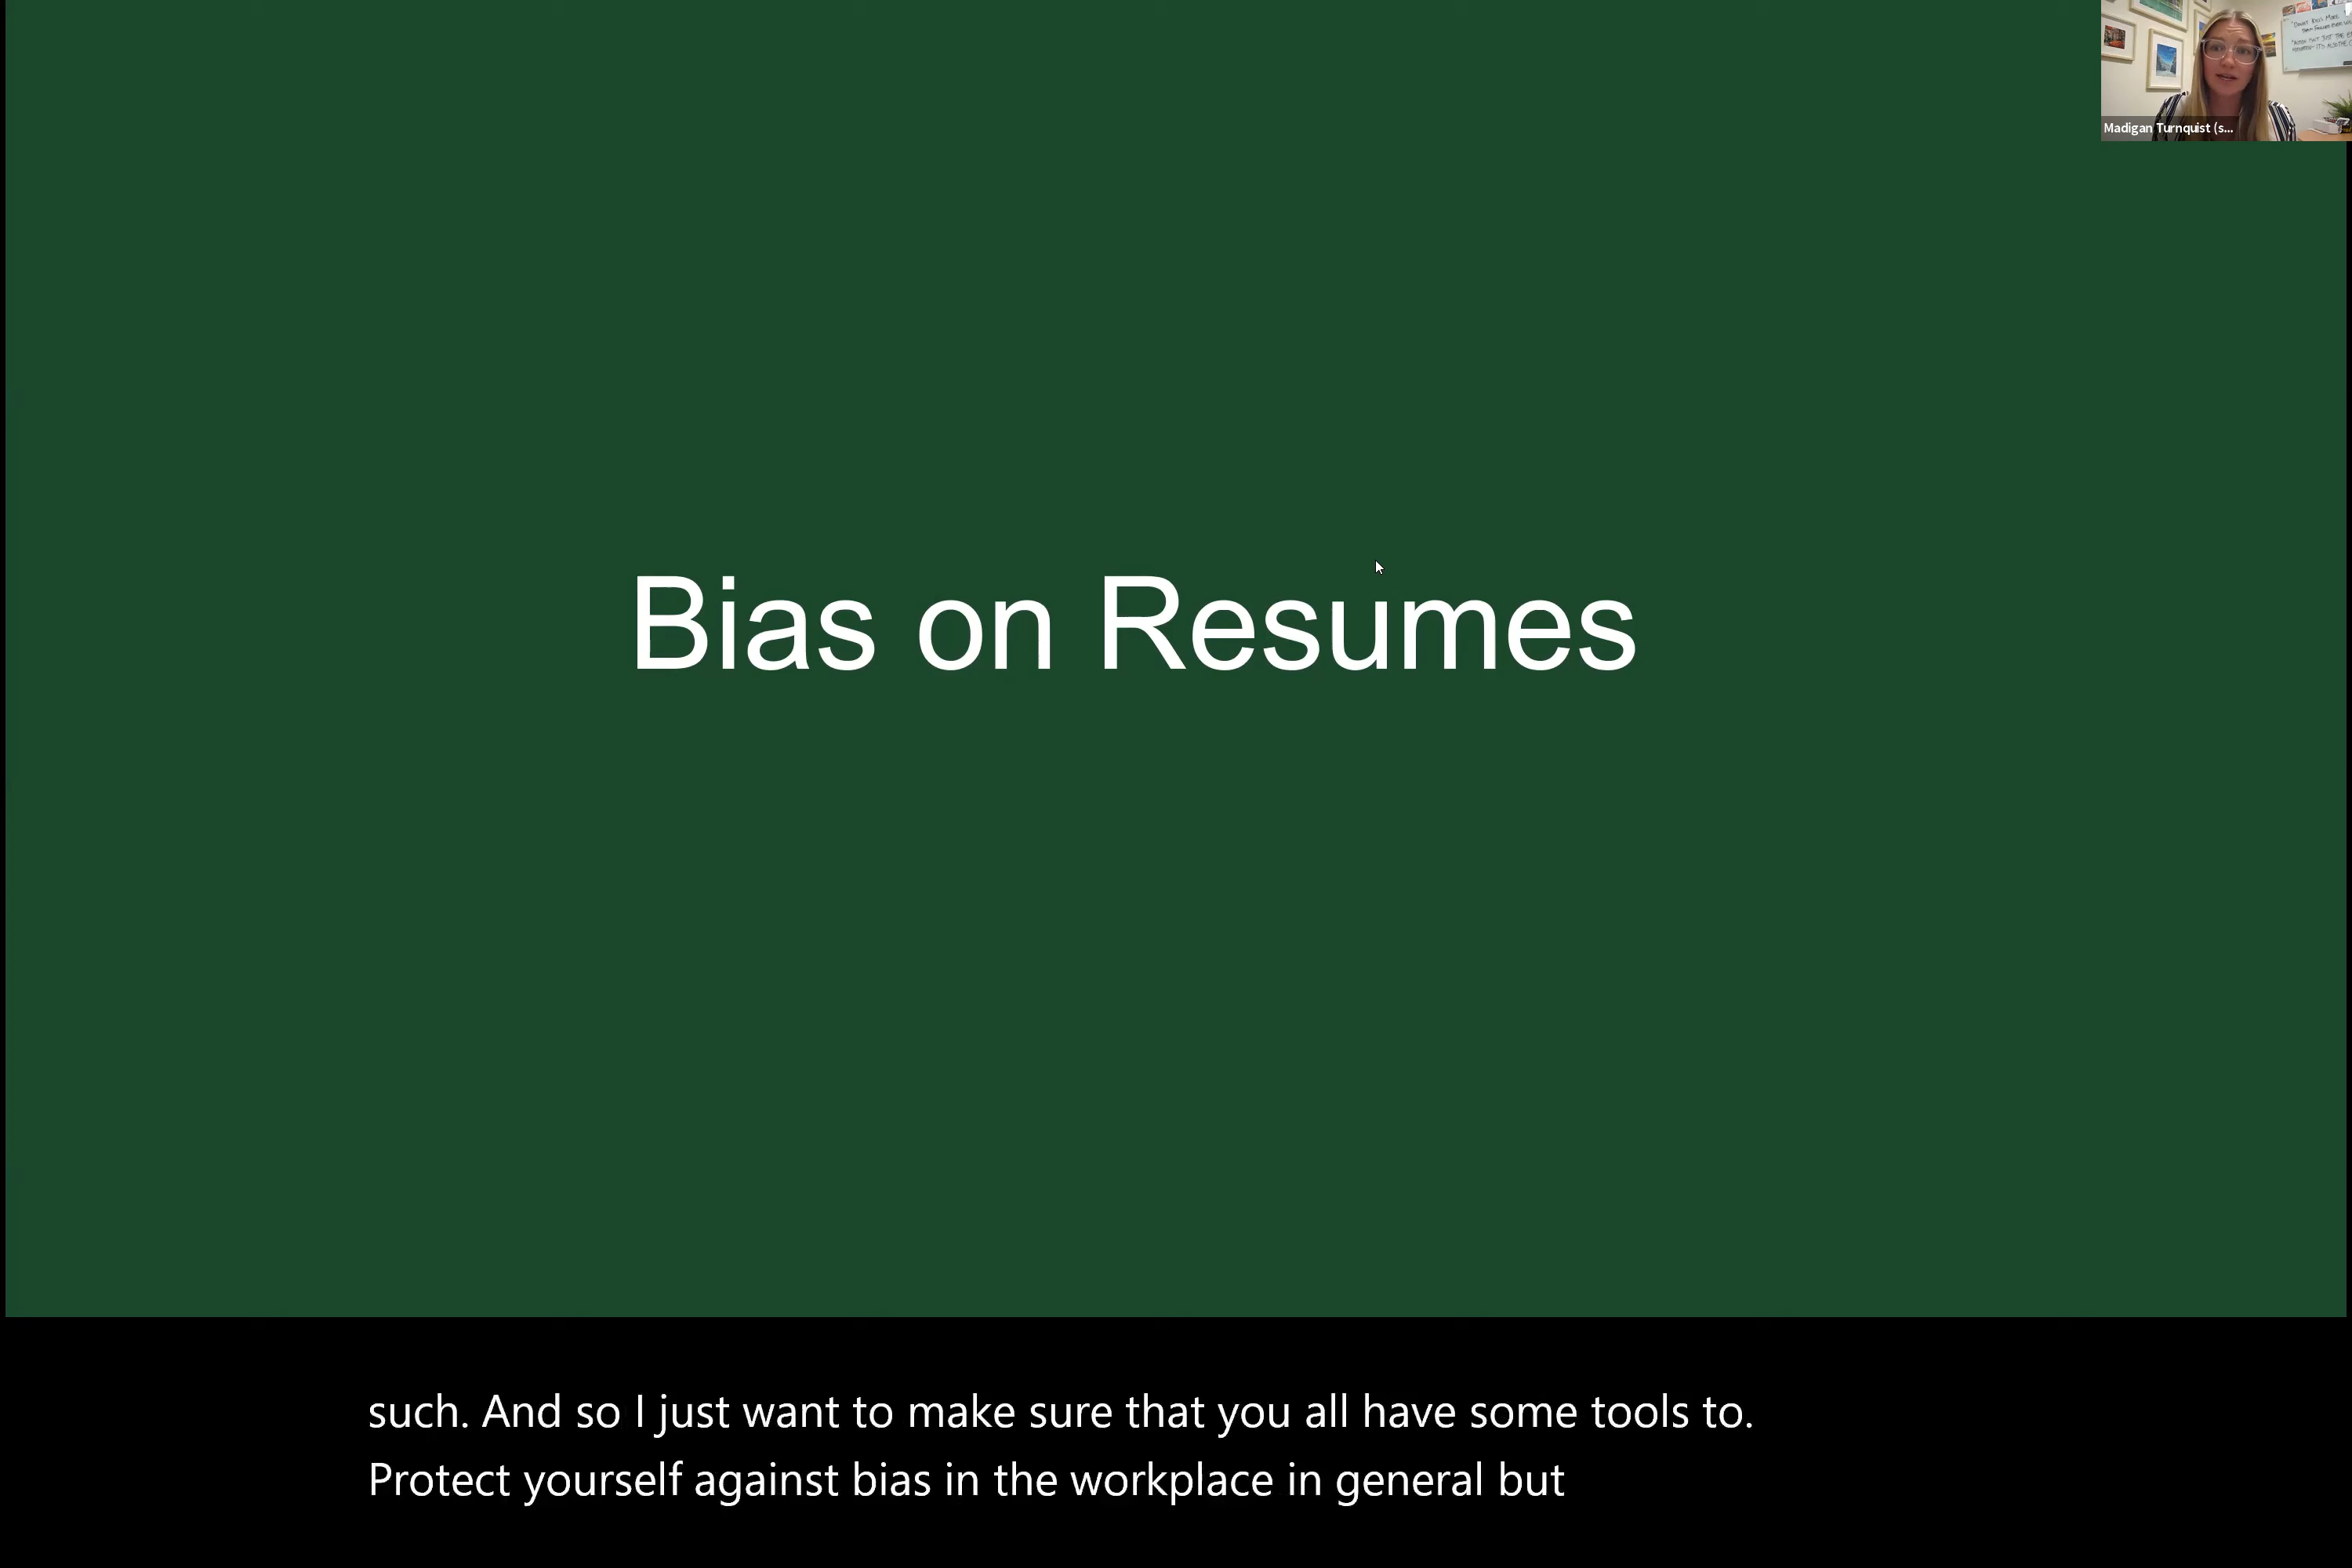 Madigan Turnquist (s...
Bias on Resumes
such. And so I just want to make sure that you all have some tools to.
Protect yourself against bias in the workplace in general but